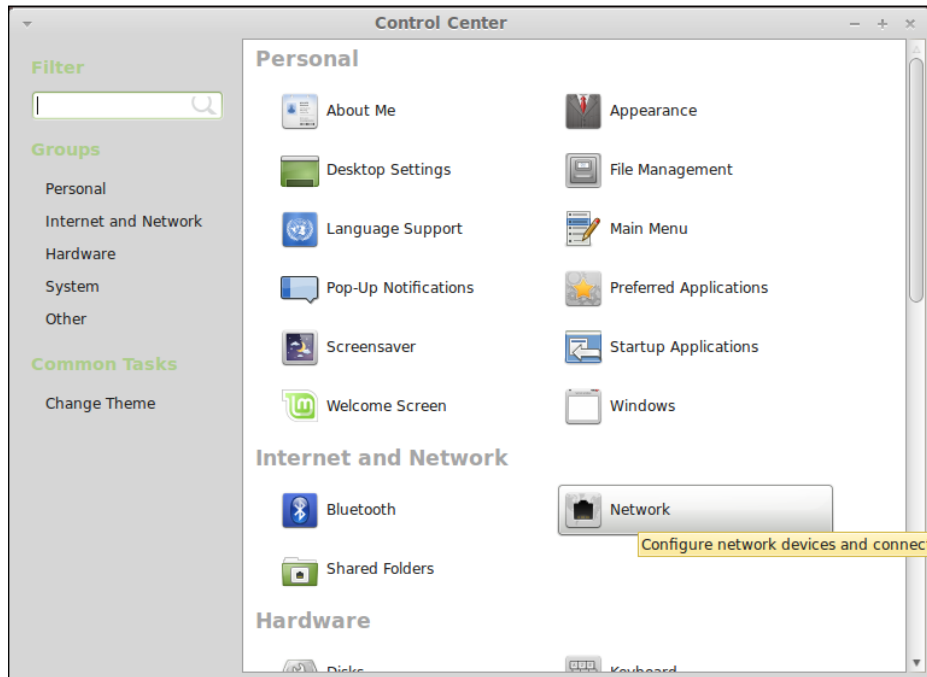 Control Center
Filter
Groups
Personal
Internet and Network
Hardware
System
Other
Common Tasks
Change Theme
Personal
About Me
Appearance
Desktop Settings
File Management
Language Support
Main Menu
Pop-Up Notifications
Preferred Applications
Screensaver
Startup Applications
Welcome Screen
Windows
Internet and Network
Bluetooth
Network
Configure network devices and connec
Shared Folders
Hardware
Disks
Keyboard